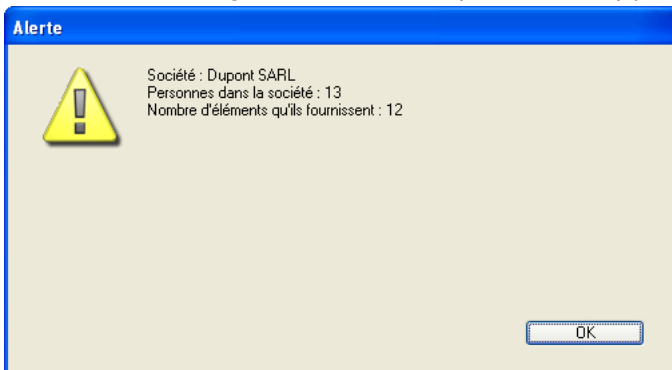 Alerte
Société : Dupont SARL
Personnes dans la société : 13
Nombre d'éléments qu'ils fournissent : 12
OK